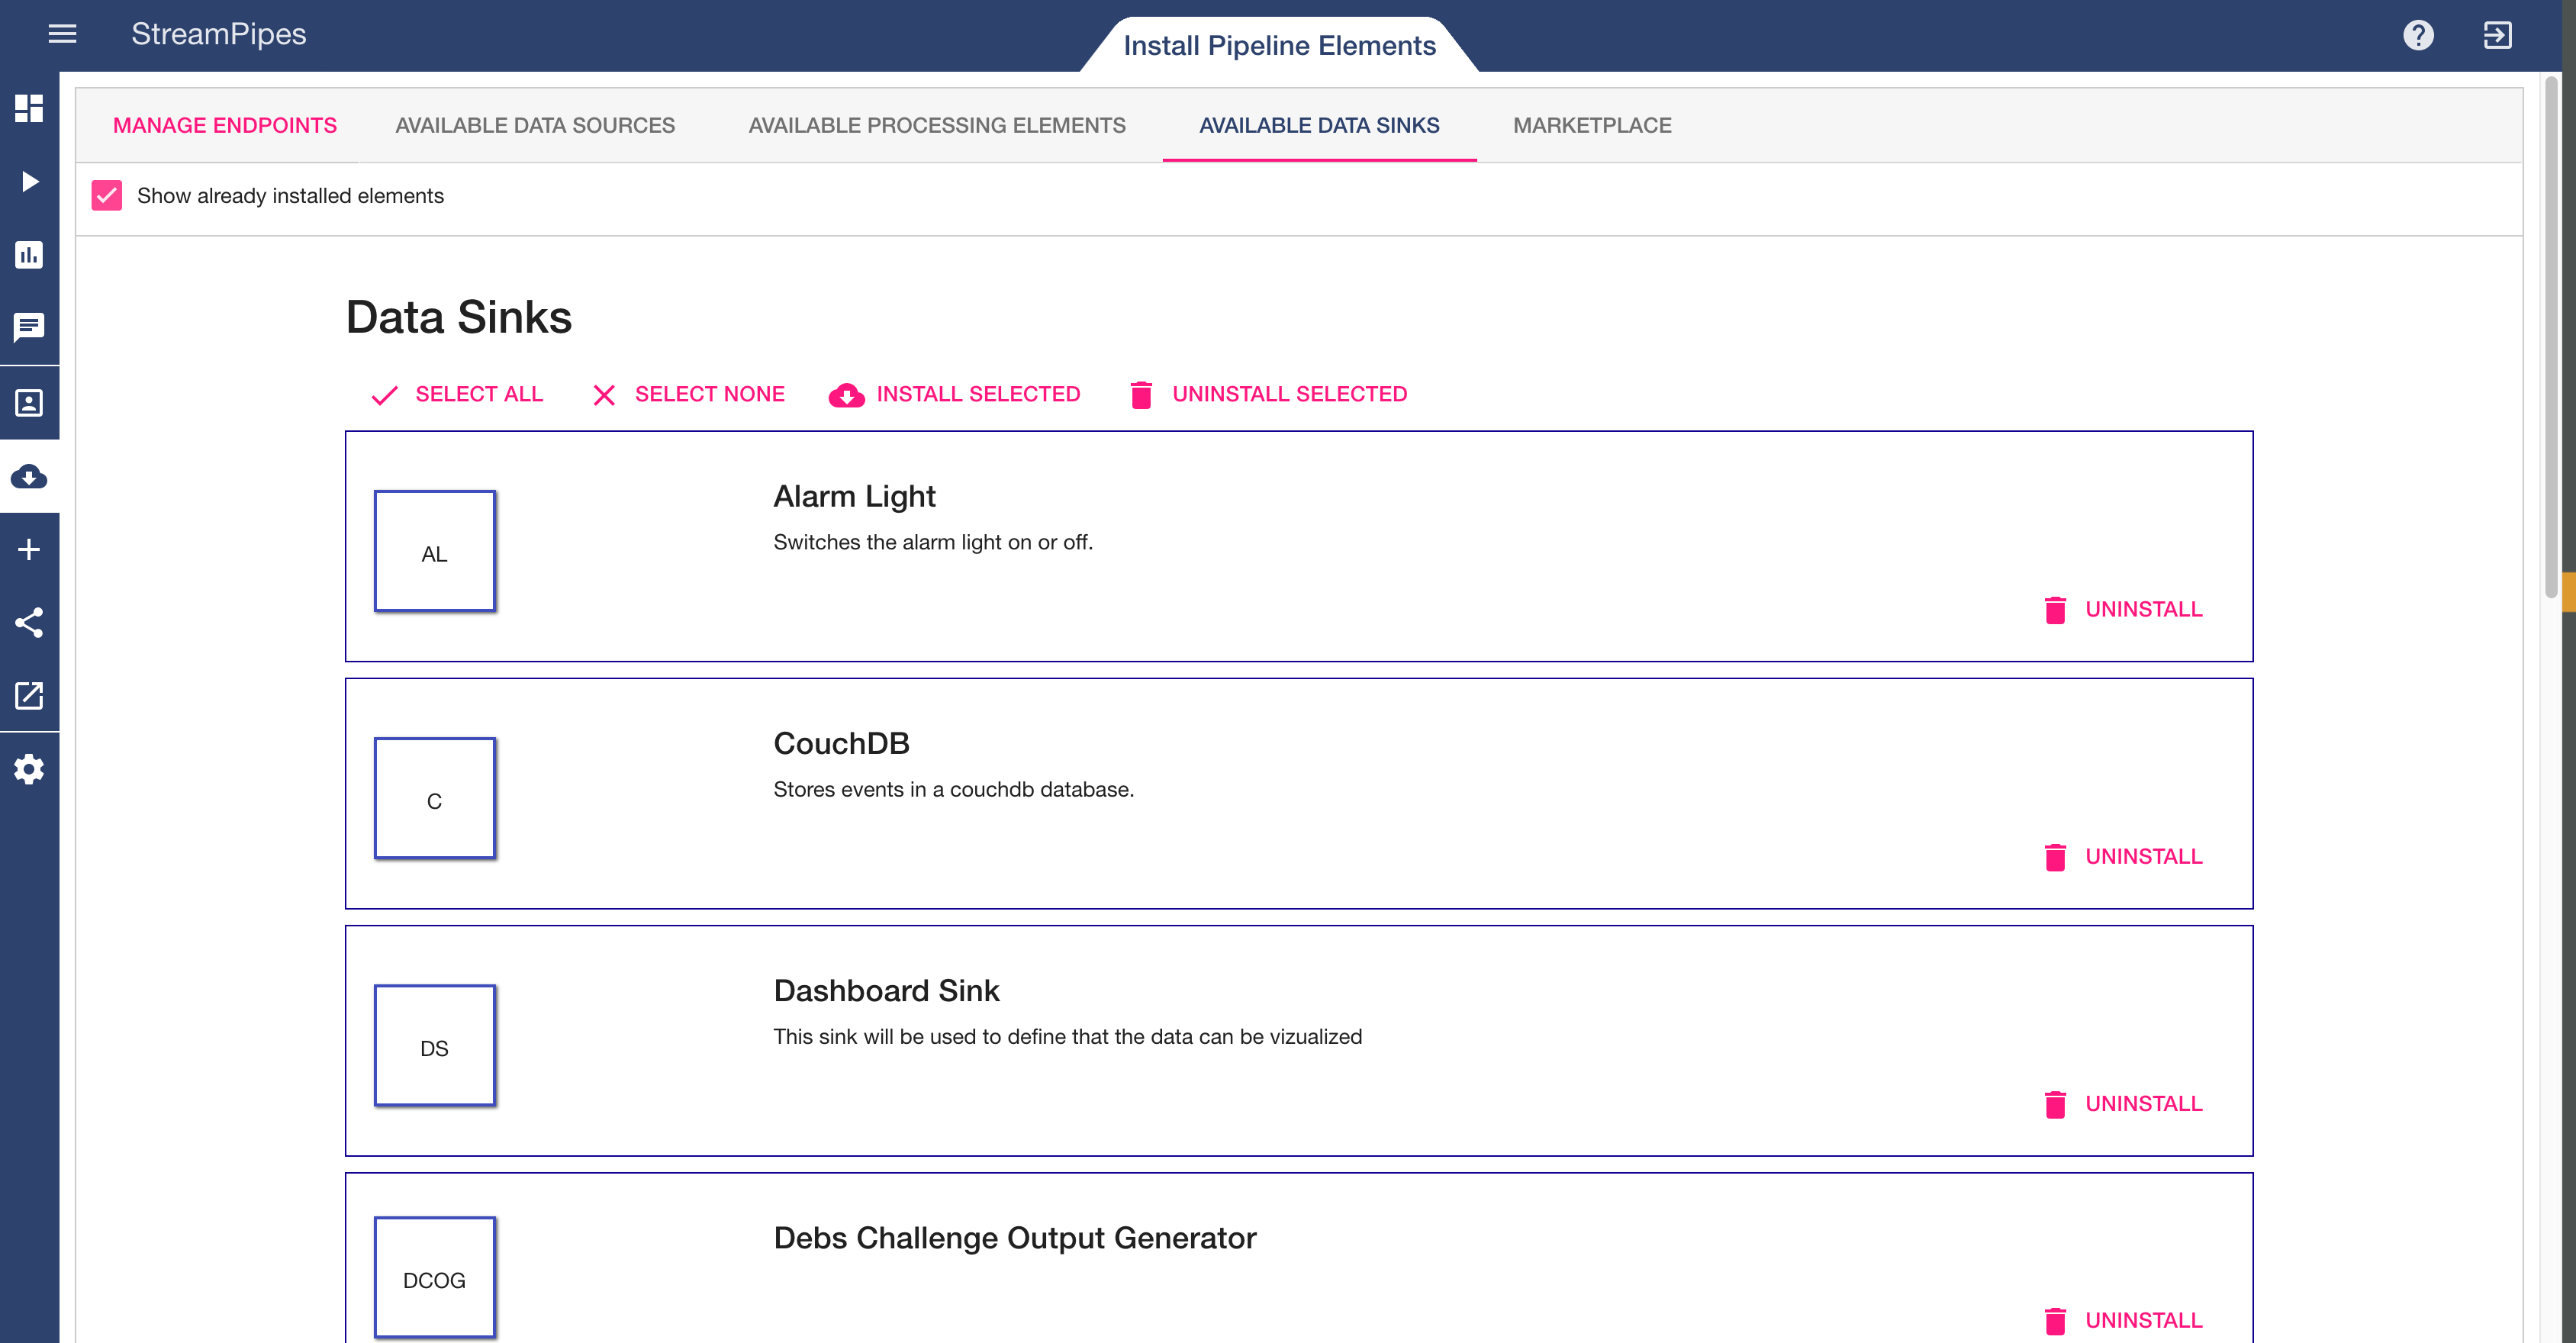 StreamPipes
Install Pipeline Elements
MANAGE ENDPOINTS
AVAILABLE DATA SOURCES
AVAILABLE PROCESSING ELEMENTS
AVAILABLE DATA SINKS
MARKETPLACE
Show already installed elements
Data Sinks
SELECT ALL
SELECT NONE
INSTALL SELECTED
UNINSTALL SELECTED
AL
Alarm Light
Switches the alarm light on or off.
UNINSTALL
C
CouchDB
Stores events in a couchdb database.
UNINSTALL
DS
Dashboard Sink
This sink will be used to define that the data can be vizualized
UNINSTALL
DCOG
Debs Challenge Output Generator
UNINSTALL